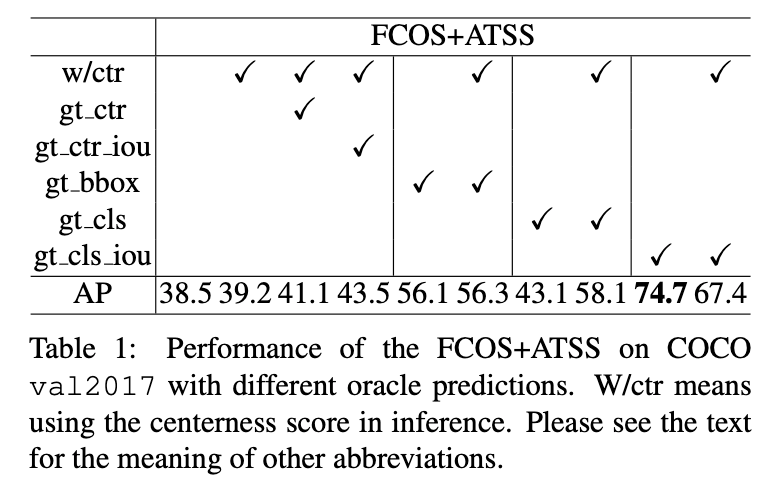 FCOS+ATSS
w/ctr ✓ ✓ ✓ ✓ ✓ ✓
gt_ctr ✓
gt_ctr_iou ✓
gt_bbox ✓ ✓
gt_cls ✓ ✓
gt_cls_iou ✓ ✓
AP 38.5 39.2 41.1 43.5 56.1 56.3 43.1 58.1 74.7 67.4
Table 1: Performance of the FCOS+ATSS on COCO
val2017 with different oracle predictions. W/ctr means
using the centerness score in inference. Please see the text
for the meaning of other abbreviations.